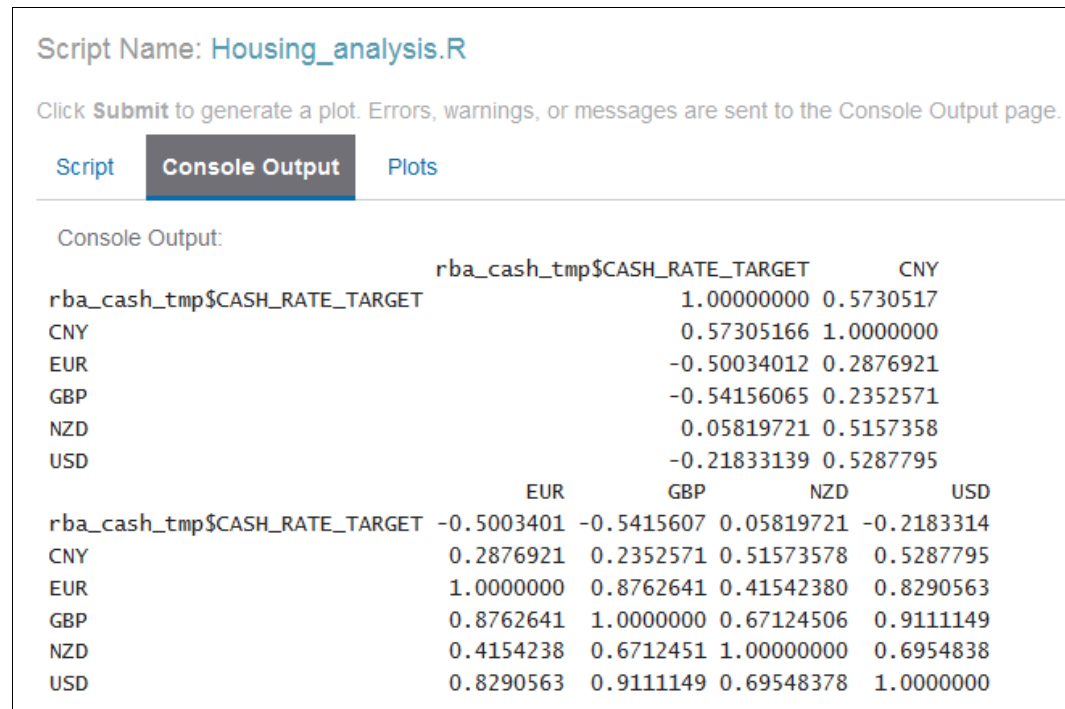 Script Name: Housing_analysis.R
Click Submit to generate a plot. Errors, warnings, or messages are sent to the Console Output page.
Script Console Output Plots
Console Output:
rba_cash_tmp$CASH_RATE_TARGET CNY
rba_cash_tmp$CASH_RATE_TARGET 1.00000000 0.5730517
CNY 0.57305166 1.0000000
EUR -0.50034012 0.2876921
GBP -0.54156065 0.2352571
NZD 0.05819721 0.5157358
USD -0.21833139 0.5287795
EUR GBP NZD USD
rba_cash_tmp$CASH_RATE_TARGET -0.5003401 -0.5415607 0.05819721 -0.2183314
CNY 0.2876921 0.2352571 0.51573578 0.5287795
EUR 1.0000000 0.8762641 0.41542380 0.8290563
GBP 0.8762641 1.0000000 0.67124506 0.9111149
NZD 0.4154238 0.6712451 1.00000000 0.6954838
USD 0.8290563 0.9111149 0.69548378 1.0000000